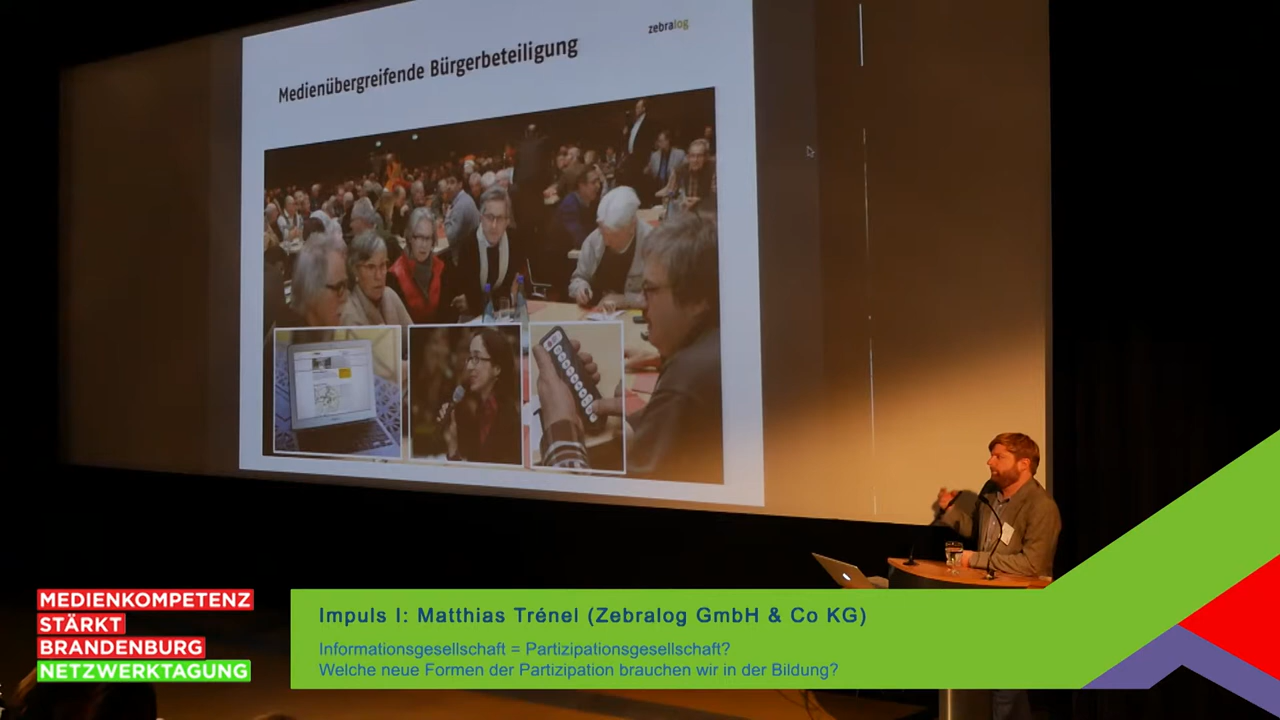 zebralog
Medienübergreifende Bürgerbeteiligung
MEDIENKOMPETENZ
STÄRKT
BRANDENBURG
NETZWERKTAGUNG
Impuls I: Matthias Trénel (Zebralog GmbH & Co KG)
Informationsgesellschaft = Partizipationsgesellschaft?
Welche neue Formen der Partizipation brauchen wir in der Bildung?